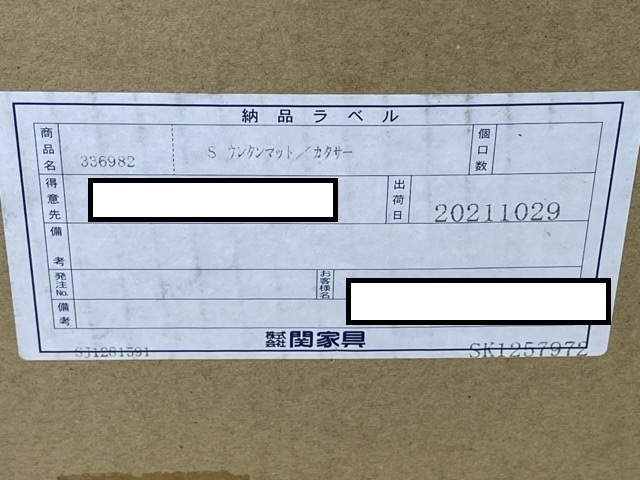 納品ラベル
商品名 336982 S ウンタンマット／カタサー 個口数
得意先 出荷日 20211029
備考
発注No. お客様名
備考
株式会社 関家具
SJ1281591 SK1257972